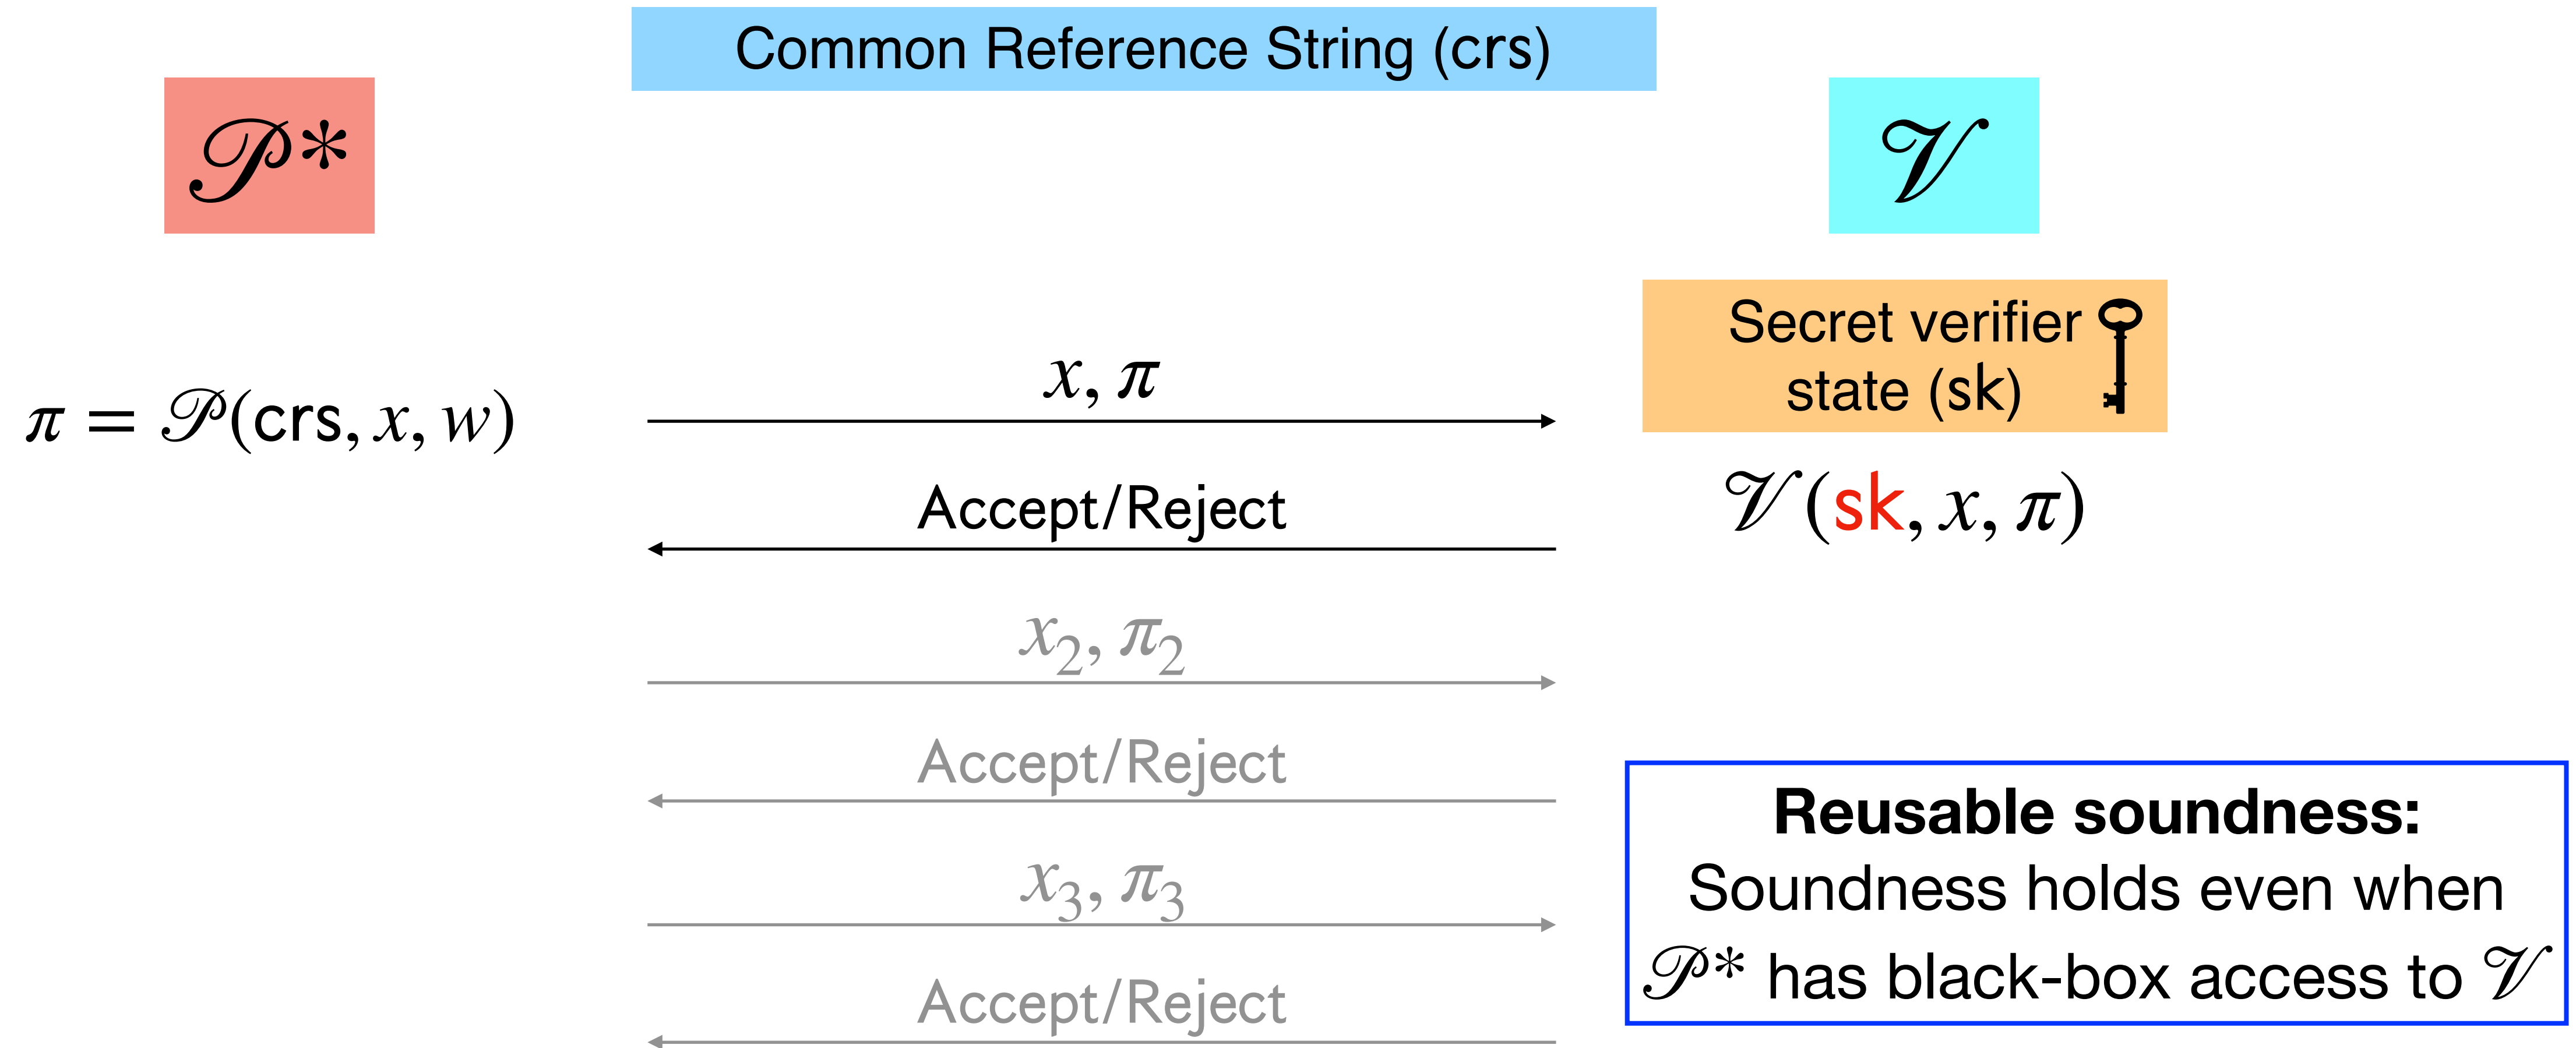 Common Reference String (crs)
𝒫*
𝒱
Secret verifier
state (sk)
π = 𝒫(crs, x, w)
x, π
Accept/Reject
𝒱(sk, x, π)
x₂, π₂
Accept/Reject
x₃, π₃
Accept/Reject
Reusable soundness:
Soundness holds even when
𝒫* has black-box access to 𝒱